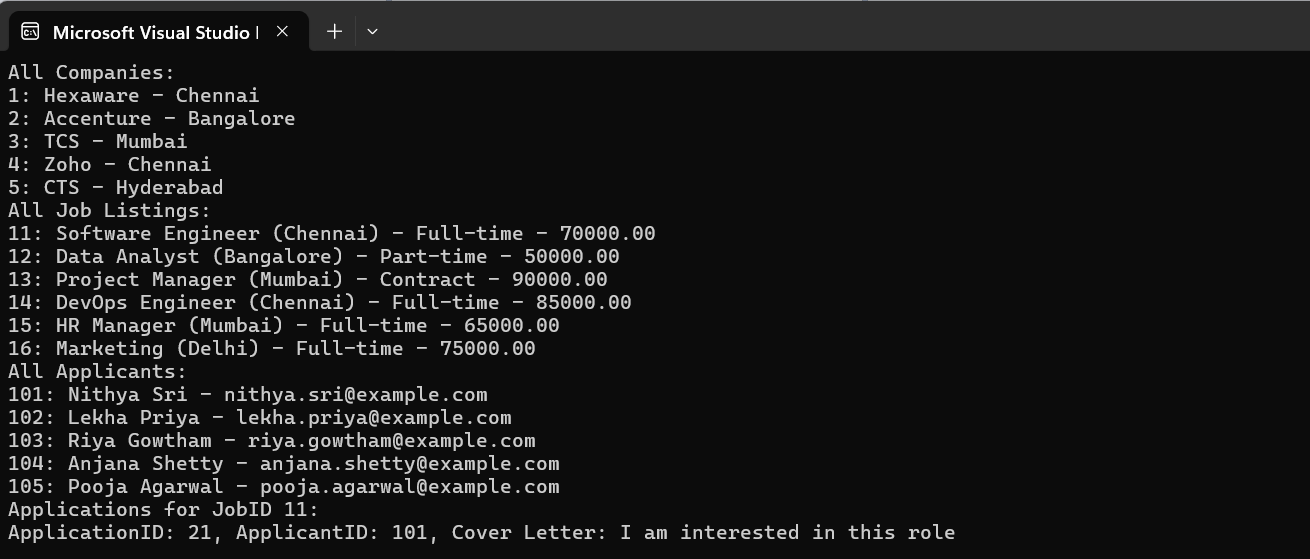 Microsoft Visual Studio
All Companies:
1: Hexaware - Chennai
2: Accenture - Bangalore
3: TCS - Mumbai
4: Zoho - Chennai
5: CTS - Hyderabad
All Job Listings:
11: Software Engineer (Chennai) - Full-time - 70000.00
12: Data Analyst (Bangalore) - Part-time - 50000.00
13: Project Manager (Mumbai) - Contract - 90000.00
14: DevOps Engineer (Chennai) - Full-time - 85000.00
15: HR Manager (Mumbai) - Full-time - 65000.00
16: Marketing (Delhi) - Full-time - 75000.00
All Applicants:
101: Nithya Sri - nithya.sri@example.com
102: Lekha Priya - lekha.priya@example.com
103: Riya Gowtham - riya.gowtham@example.com
104: Anjana Shetty - anjana.shetty@example.com
105: Pooja Agarwal - pooja.agarwal@example.com
Applications for JobID 11:
ApplicationID: 21, ApplicantID: 101, Cover Letter: I am interested in this role